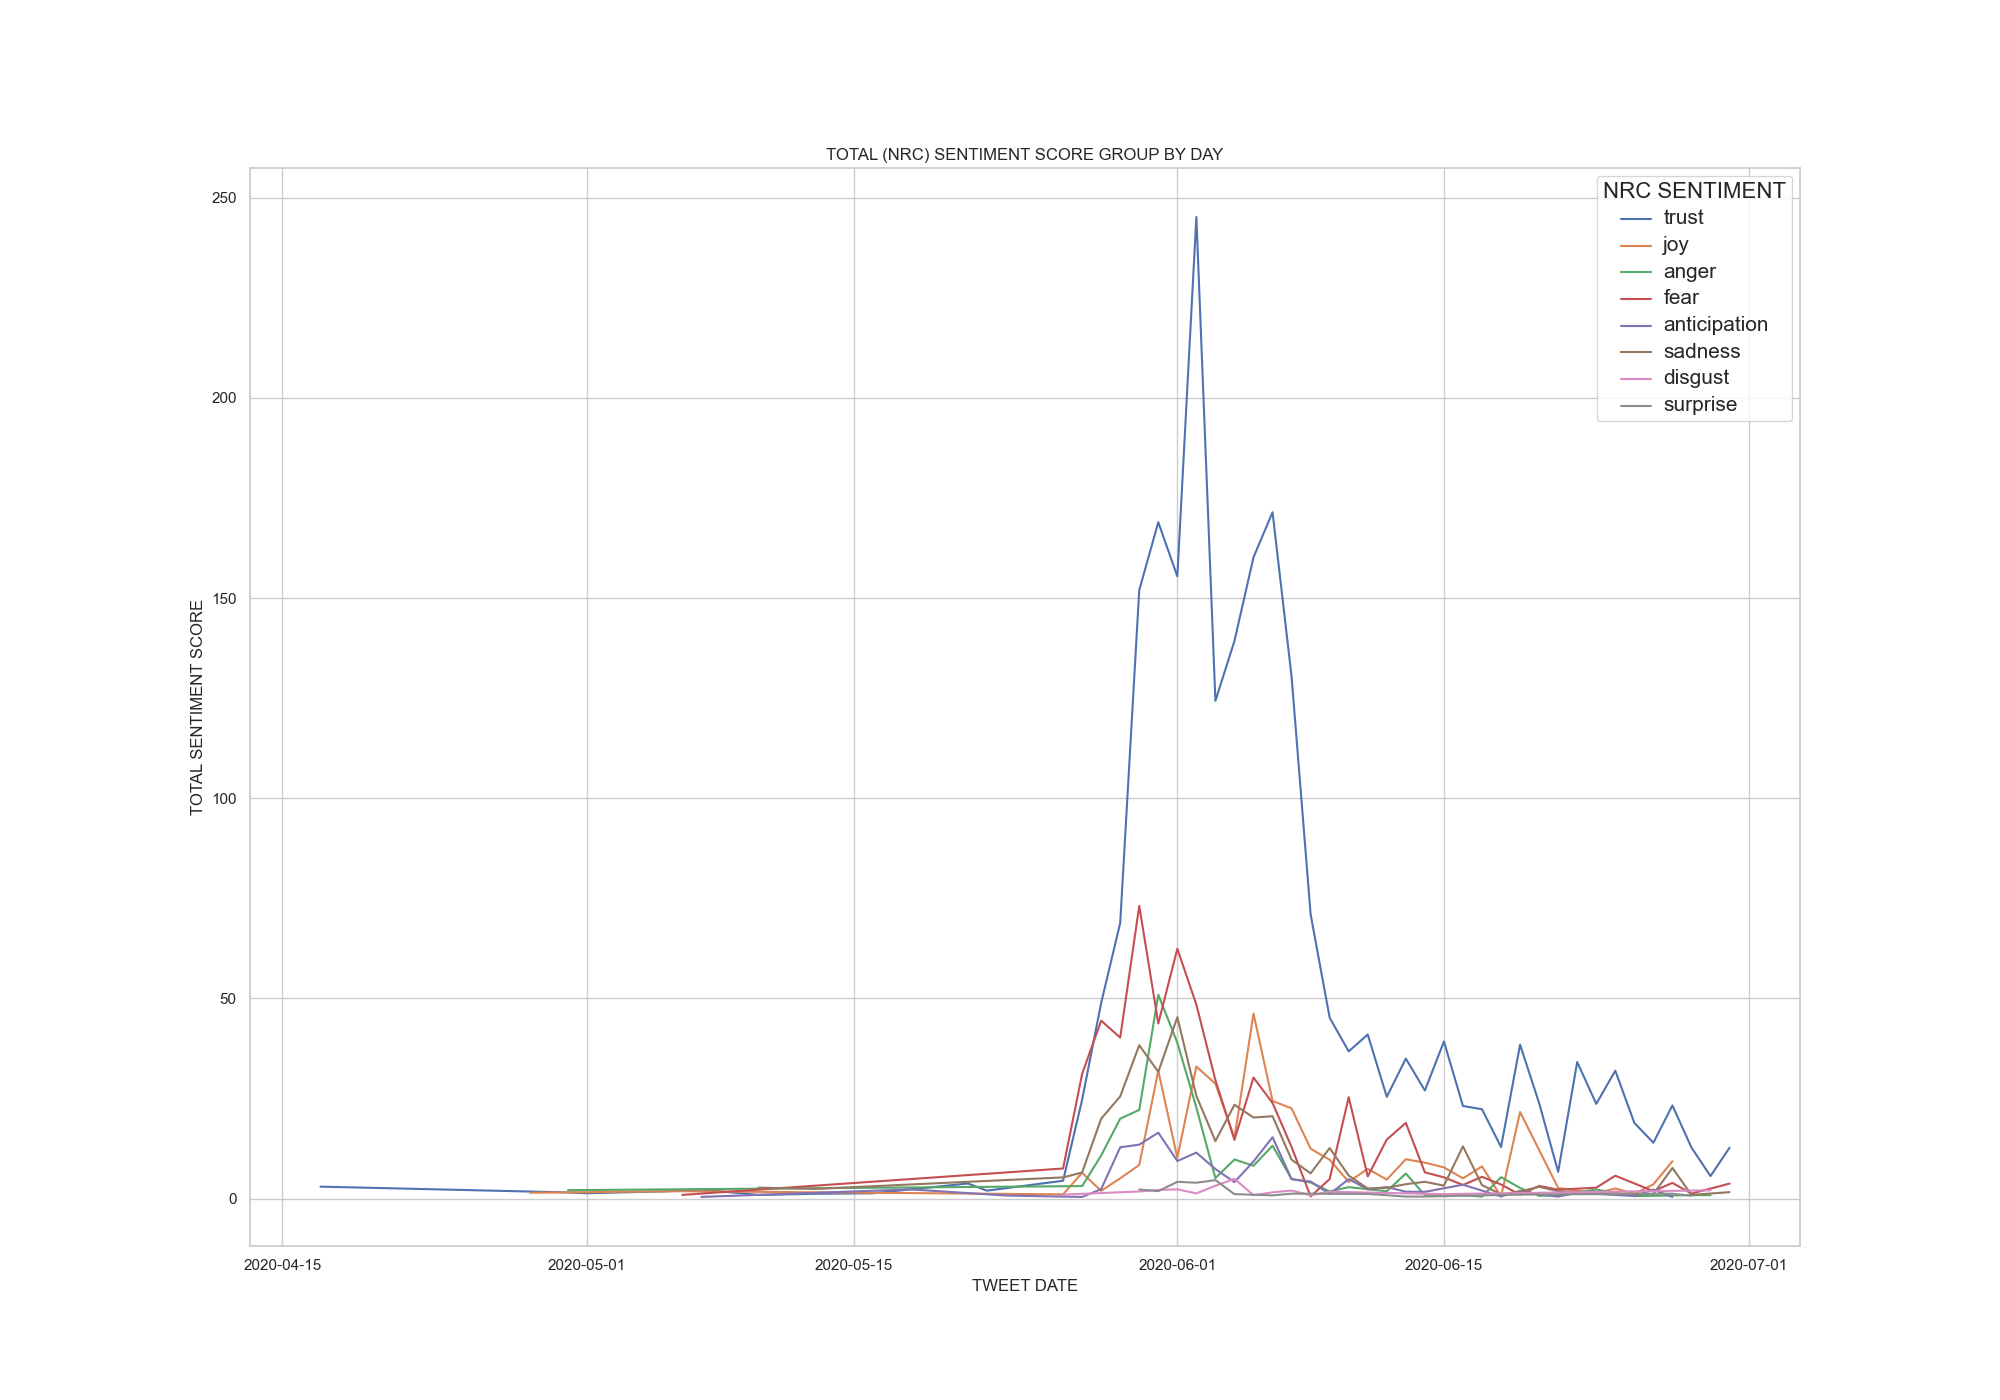 TOTAL (NRC) SENTIMENT SCORE GROUP BY DAY
NRC SENTIMENT
trust
joy
anger
fear
anticipation
sadness
disgust
surprise
TOTAL SENTIMENT SCORE
250
200
150
100
50
0
2020-04-15
2020-05-01
2020-05-15
2020-06-01
2020-06-15
2020-07-01
TWEET DATE